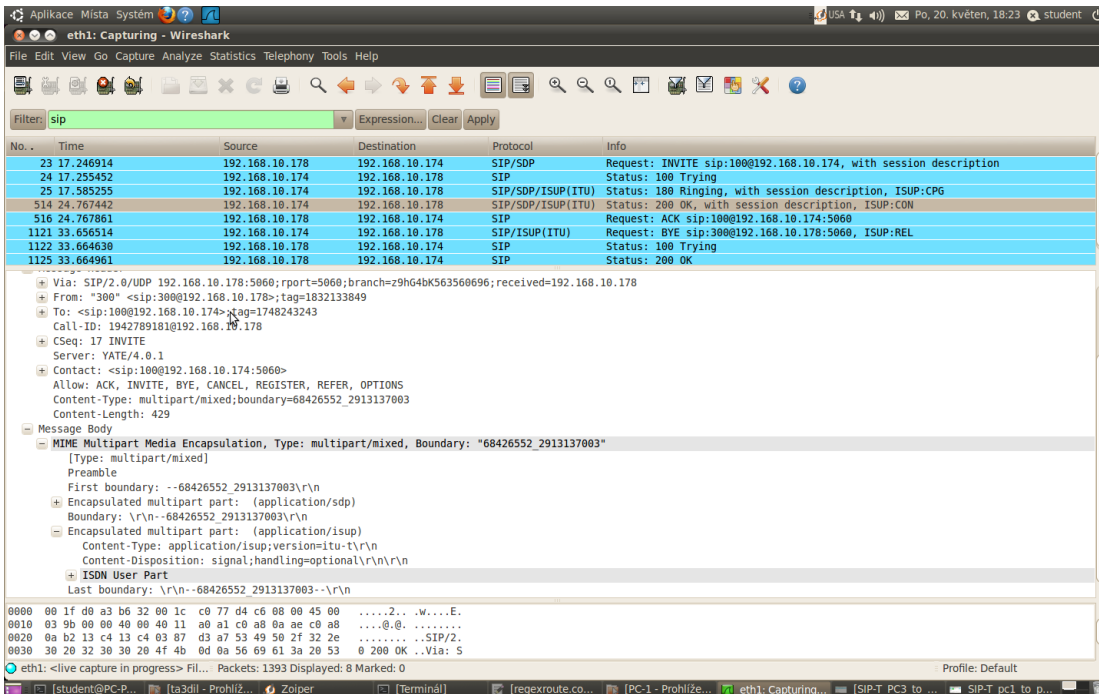 Aplikace Místa Systém USA Po, 20. květen, 18:23 student
eth1: Capturing - Wireshark
File Edit View Go Capture Analyze Statistics Telephony Tools Help
Filter: sip Expression... Clear Apply
No. . Time Source Destination Protocol Info
23 17.246914 192.168.10.178 192.168.10.174 SIP/SDP Request: INVITE sip:100@192.168.10.174, with session description
24 17.255452 192.168.10.174 192.168.10.178 SIP Status: 100 Trying
25 17.585255 192.168.10.174 192.168.10.178 SIP/SDP/ISUP(ITU) Status: 180 Ringing, with session description, ISUP:CPG
514 24.767442 192.168.10.174 192.168.10.178 SIP/SDP/ISUP(ITU) Status: 200 OK, with session description, ISUP:CON
516 24.767861 192.168.10.178 192.168.10.174 SIP Request: ACK sip:100@192.168.10.174:5060
1121 33.656514 192.168.10.174 192.168.10.178 SIP/ISUP(ITU) Request: BYE sip:300@192.168.10.178:5060, ISUP:REL
1122 33.664630 192.168.10.178 192.168.10.174 SIP Status: 100 Trying
1125 33.664961 192.168.10.178 192.168.10.174 SIP Status: 200 OK
Via: SIP/2.0/UDP 192.168.10.178:5060;rport=5060;branch=z9hG4bK563560696;received=192.168.10.178
From: "300" <sip:300@192.168.10.178>;tag=1832133849
To: <sip:100@192.168.10.174>;tag=1748243243
Call-ID: 1942789181@192.168.10.178
CSeq: 17 INVITE
Server: YATE/4.0.1
Contact: <sip:100@192.168.10.174:5060>
Allow: ACK, INVITE, BYE, CANCEL, REGISTER, REFER, OPTIONS
Content-Type: multipart/mixed;boundary=68426552_2913137003
Content-Length: 429
Message Body
MIME Multipart Media Encapsulation, Type: multipart/mixed, Boundary: "68426552_2913137003"
[Type: multipart/mixed]
Preamble
First boundary: --68426552_2913137003\r\n
Encapsulated multipart part: (application/sdp)
Boundary: \r\n--68426552_2913137003\r\n
Encapsulated multipart part: (application/isup)
Content-Type: application/isup;version=itu-t\r\n
Content-Disposition: signal;handling=optional\r\n\r\n
ISDN User Part
Last boundary: \r\n--68426552_2913137003--\r\n
0000 00 1f d0 a3 b6 32 00 1c c0 77 d4 c6 08 00 45 00 .....2.. .w....E.
0010 03 9b 00 00 40 00 40 11 a0 a1 c0 a8 0a ae c0 a8 ....@.@. ........
0020 0a b2 13 c4 13 c4 03 87 d3 a7 53 49 50 2f 32 2e ........ ..SIP/2.
0030 30 20 32 30 30 20 4f 4b 0d 0a 56 69 61 3a 20 53 0 200 OK ..Via: S
eth1: <live capture in progress> Fil... Packets: 1393 Displayed: 8 Marked: 0 Profile: Default
[student@PC-P... [ta3dil - Prohlíž... Zoiper [Terminál] [regexroute.co... [PC-1 - Prohlíže... eth1: Capturing... [SIP-T PC3 to ... SIP-T pc1 to p...